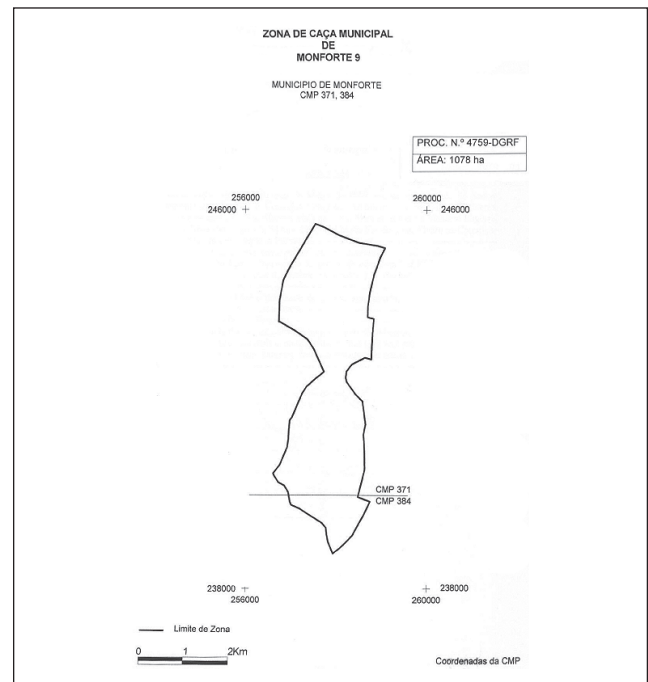 ZONA DE CAÇA MUNICIPAL
DE
MONFORTE 9
MUNICIPIO DE MONFORTE
CMP 371, 384
PROC. N.º 4759-DGRF
ÁREA: 1078 ha
256000
246000
260000
246000
CMP 371
CMP 384
238000
256000
238000
260000
Limite de Zona
0 1 2Km
Coordenadas da CMP